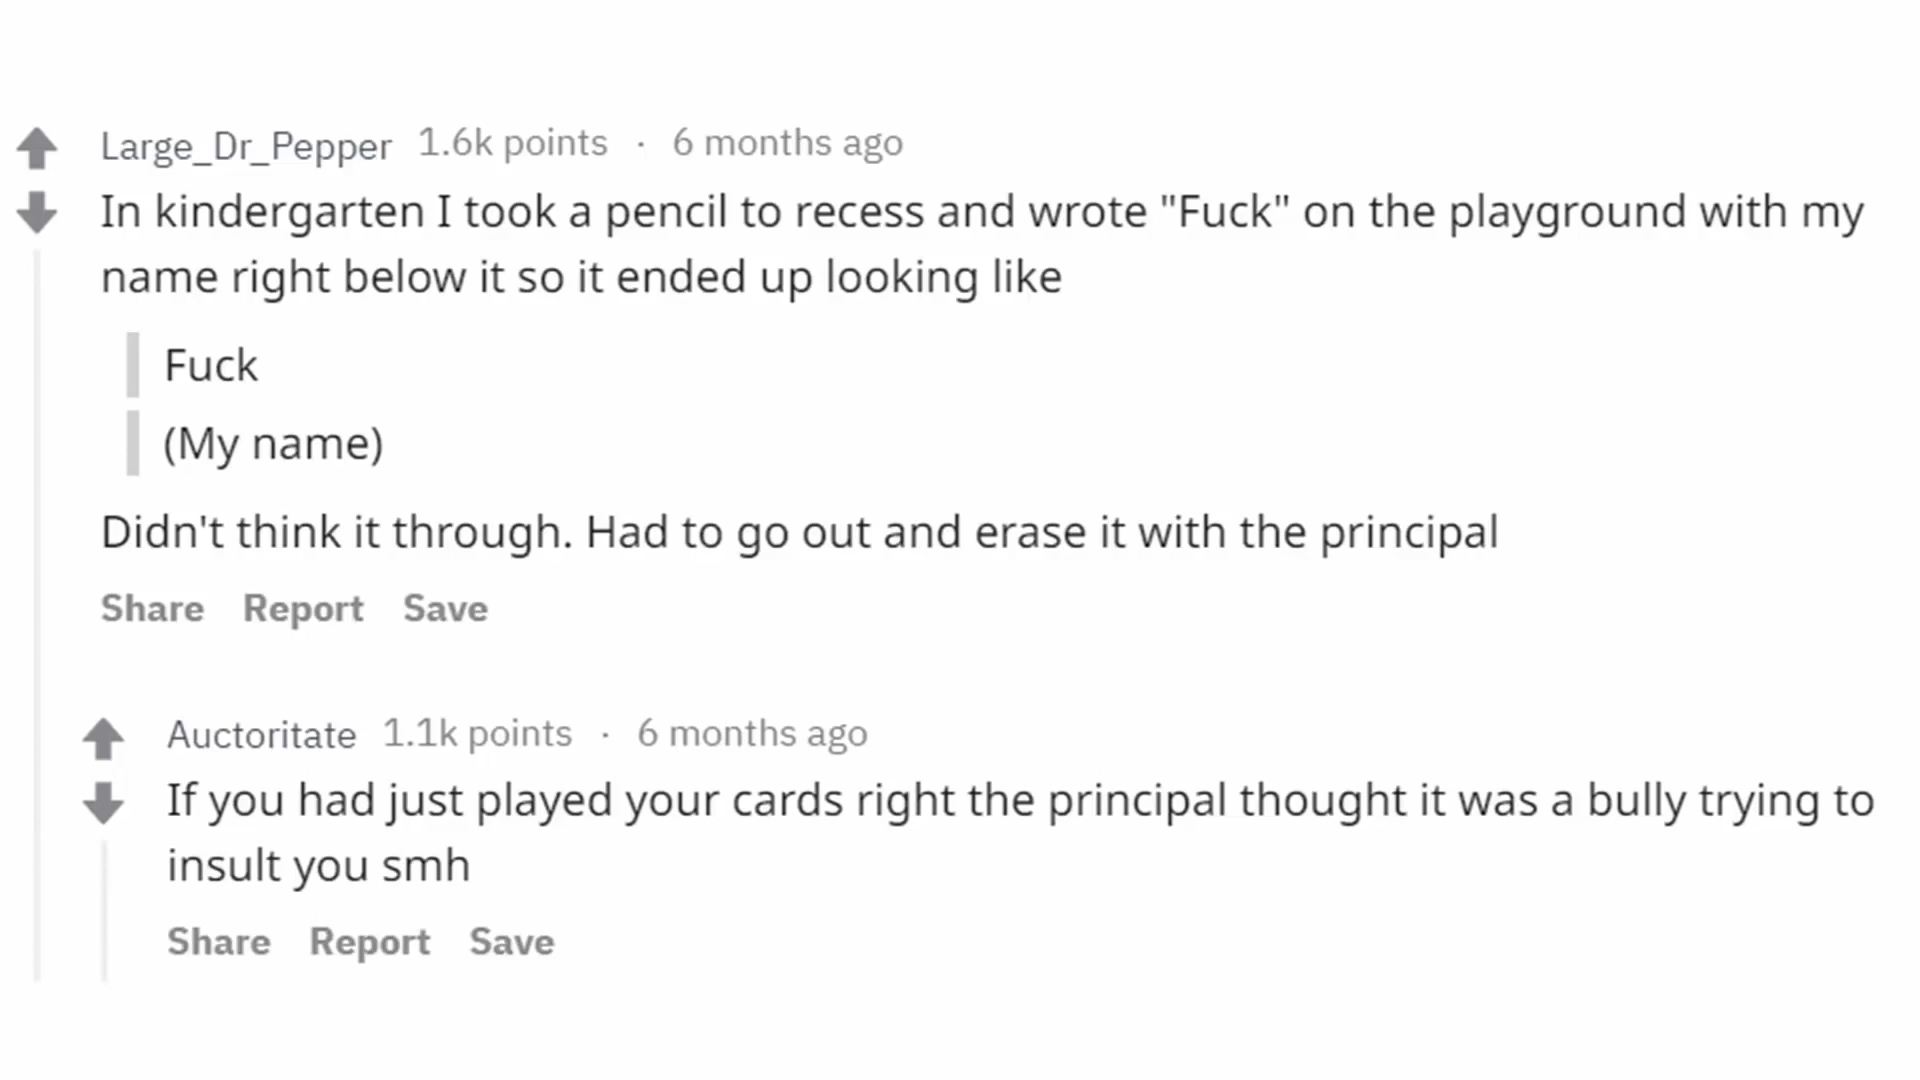 Large_Dr_Pepper 1.6k points · 6 months ago
In kindergarten I took a pencil to recess and wrote "Fuck" on the playground with my
name right below it so it ended up looking like
Fuck
(My name)
Didn't think it through. Had to go out and erase it with the principal
Share Report Save
Auctoritate 1.1k points · 6 months ago
If you had just played your cards right the principal thought it was a bully trying to
insult you smh
Share Report Save